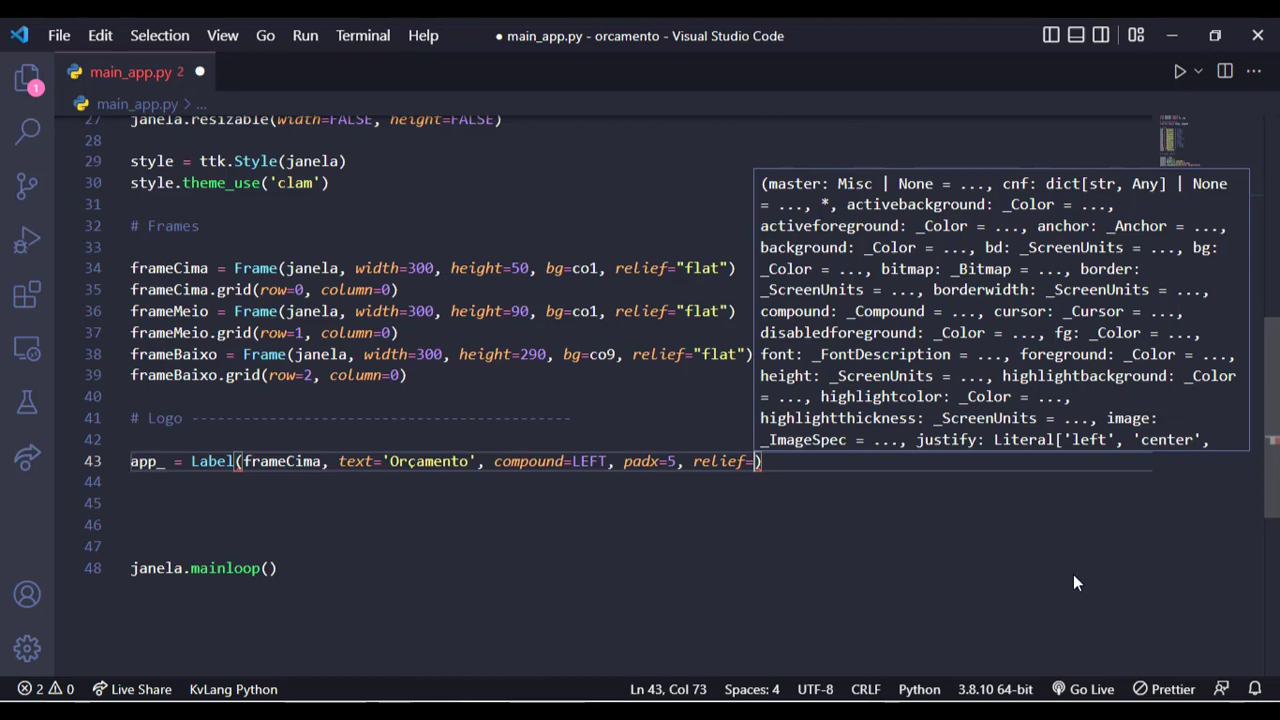 File Edit Selection View Go Run Terminal Help ● main_app.py - orcamento - Visual Studio Code
main_app.py 2 ●
main_app.py > ...
1
27 janela.resizable(width=FALSE, height=FALSE)
28
29 style = ttk.Style(janela)
30 style.theme_use('clam')
31
32 # Frames
33
34 frameCima = Frame(janela, width=300, height=50, bg=co1, relief="flat")
35 frameCima.grid(row=0, column=0)
36 frameMeio = Frame(janela, width=300, height=90, bg=co1, relief="flat")
37 frameMeio.grid(row=1, column=0)
38 frameBaixo = Frame(janela, width=300, height=290, bg=co9, relief="flat")
39 frameBaixo.grid(row=2, column=0)
40
41 # Logo ------------------------------------------
42
43 app_ = Label(frameCima, text='Orçamento', compound=LEFT, padx=5, relief=)
44
45
46
47
48 janela.mainloop()
(master: Misc | None = ..., cnf: dict[str, Any] | None
= ..., *, activebackground: _Color = ...,
activeforeground: _Color = ..., anchor: _Anchor = ...,
background: _Color = ..., bd: _ScreenUnits = ..., bg:
_Color = ..., bitmap: _Bitmap = ..., border:
_ScreenUnits = ..., borderwidth: _ScreenUnits = ...,
compound: _Compound = ..., cursor: _Cursor = ...,
disabledforeground: _Color = ..., fg: _Color = ...,
font: _FontDescription = ..., foreground: _Color = ...,
height: _ScreenUnits = ..., highlightbackground: _Color
= ..., highlightcolor: _Color = ...,
highlightthickness: _ScreenUnits = ..., image:
_ImageSpec = ..., justify: Literal['left', 'center',
2 0 Live Share KvLang Python Ln 43, Col 73 Spaces: 4 UTF-8 CRLF Python 3.8.10 64-bit Go Live Prettier